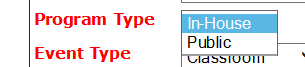 Program Type
In-House
Public
Event Type
Classroom